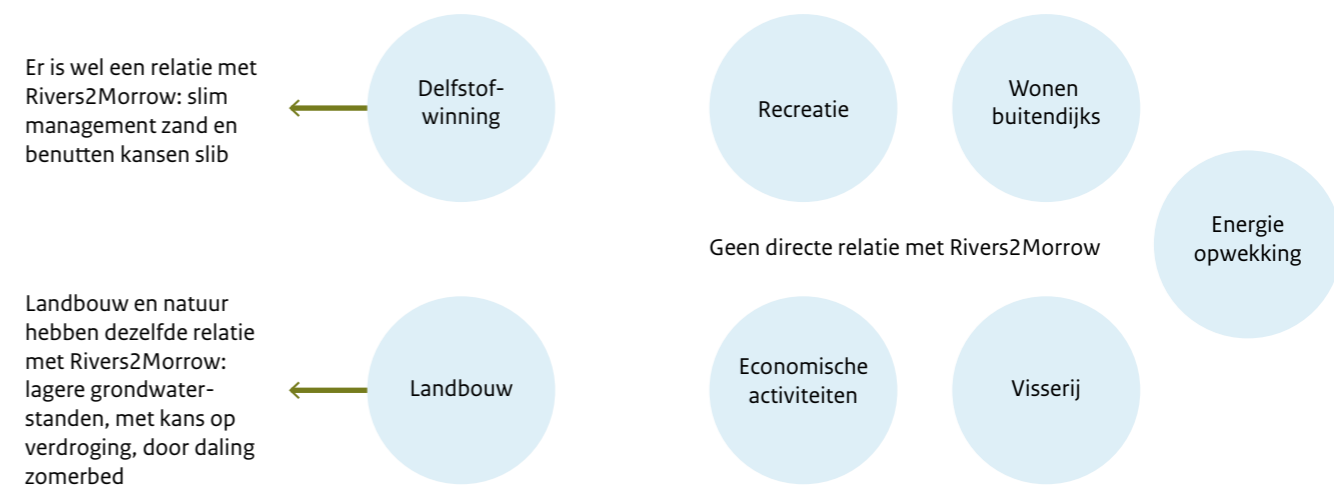 Er is wel een relatie met
Rivers2Morrow: slim
management zand en
benutten kansen slib
Delfstof-
winning
Recreatie
Wonen
buitendijks
Energie
opwekking
Geen directe relatie met Rivers2Morrow
Landbouw en natuur
hebben dezelfde relatie
met Rivers2Morrow:
lagere grondwater-
standen, met kans op
verdroging, door daling
zomerbed
Landbouw
Economische
activiteiten
Visserij